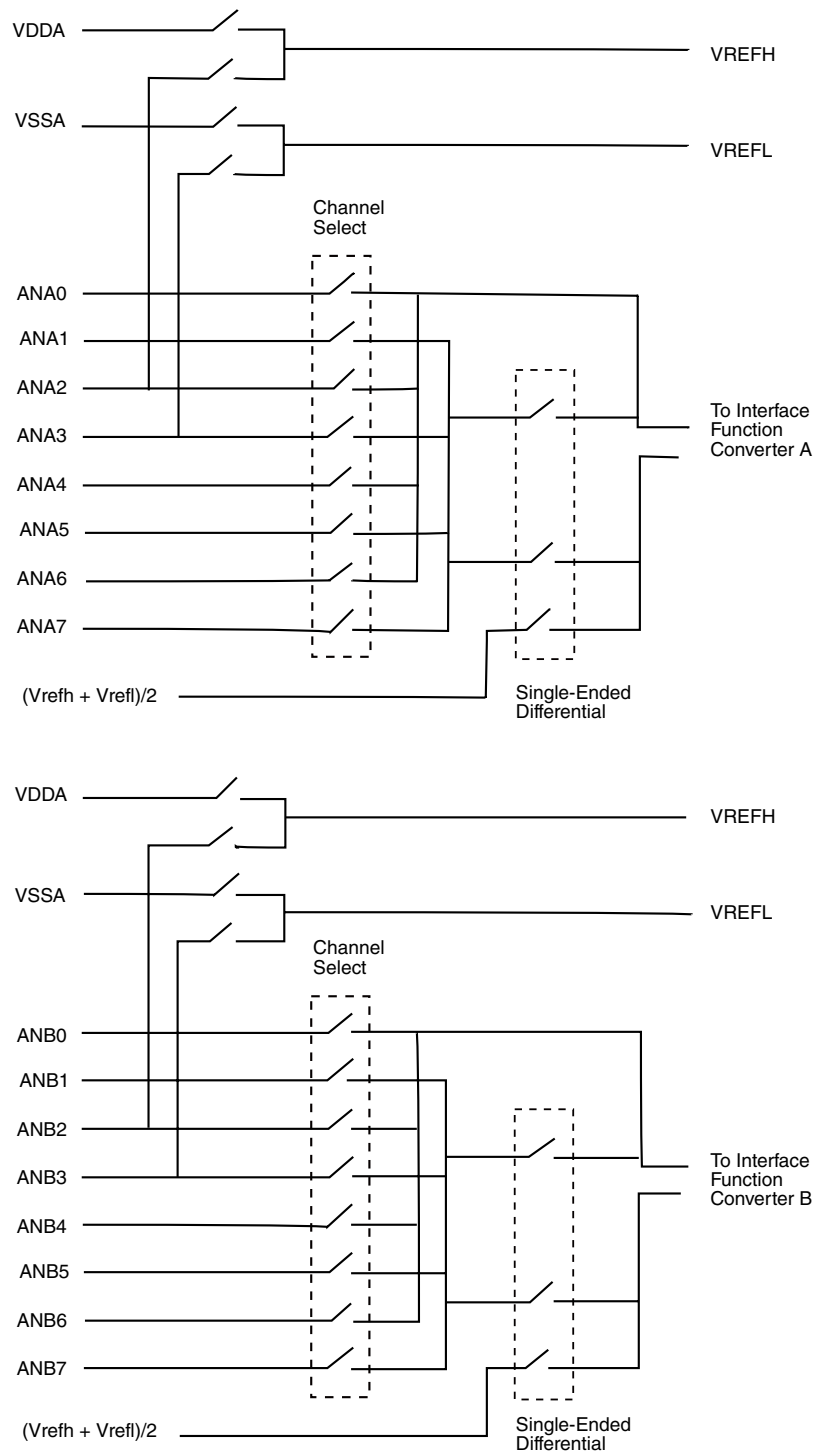 VDDA
VREFH
VSSA
VREFL
Channel
Select
ANA0
ANA1
ANA2
ANA3
ANA4
ANA5
ANA6
ANA7
To Interface
Function
Converter A
(Vrefh + Vrefl)/2
Single-Ended
Differential
VDDA
VREFH
VSSA
VREFL
Channel
Select
ANB0
ANB1
ANB2
ANB3
ANB4
ANB5
ANB6
ANB7
To Interface
Function
Converter B
(Vrefh + Vrefl)/2
Single-Ended
Differential